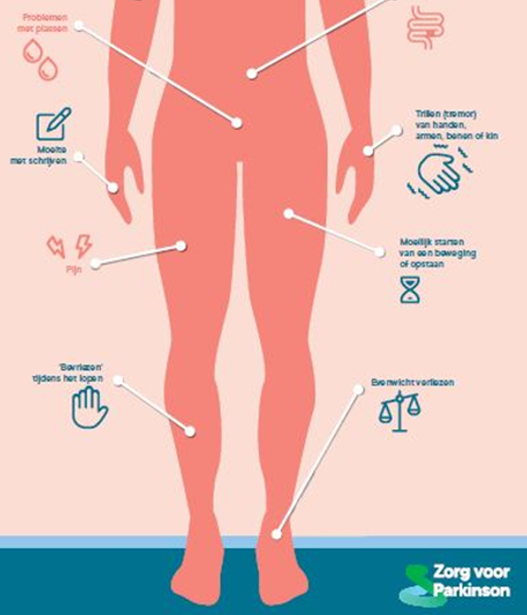 Problemen
met plassen
Trillen (tremor)
van handen,
armen, benen of kin
Moeite
met schrijven
Moeilijk starten
van een beweging
of opstaan
Pijn
'Bevriezen'
tijdens het lopen
Evenwicht verliezen
Zorg voor
Parkinson